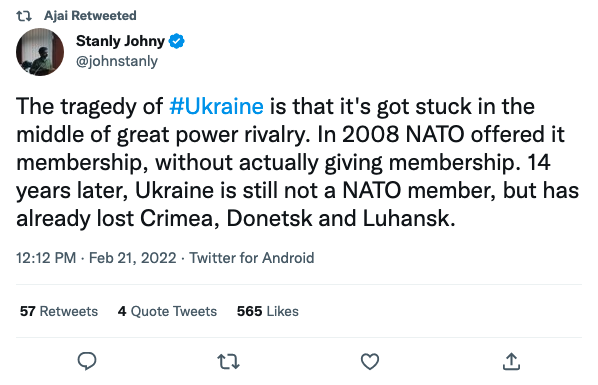 Ajai Retweeted
Stanly Johny
@johnstanly
The tragedy of #Ukraine is that it's got stuck in the
middle of great power rivalry. In 2008 NATO offered it
membership, without actually giving membership. 14
years later, Ukraine is still not a NATO member, but has
already lost Crimea, Donetsk and Luhansk.
12:12 PM · Feb 21, 2022 · Twitter for Android
57 Retweets 4 Quote Tweets 565 Likes